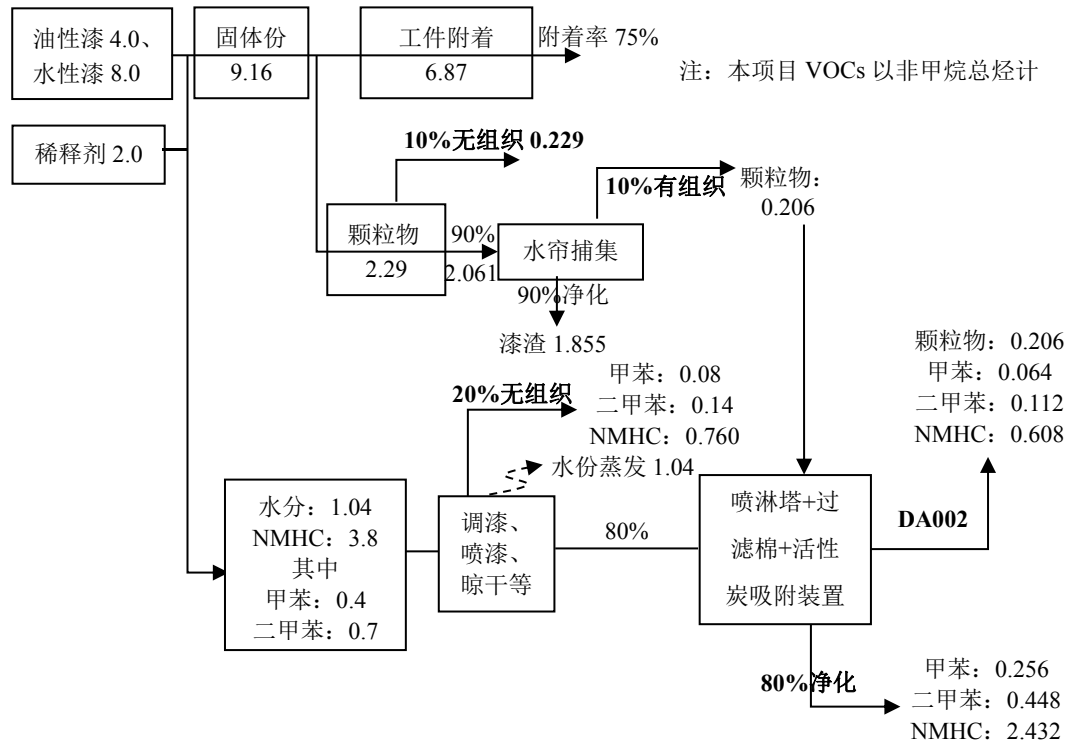 油性漆 4.0、
水性漆 8.0
固体份
9.16
工件附着
6.87
附着率 75%
注：本项目 VOCs 以非甲烷总烃计
稀释剂 2.0
10%无组织 0.229
10%有组织
颗粒物：
0.206
颗粒物
2.29
90%
2.061
水帘捕集
90%净化
漆渣 1.855
20%无组织
甲苯：0.08
二甲苯：0.14
NMHC：0.760
水份蒸发 1.04
颗粒物：0.206
甲苯：0.064
二甲苯：0.112
NMHC：0.608
水分：1.04
NMHC：3.8
其中
甲苯：0.4
二甲苯：0.7
调漆、
喷漆、
晾干等
80%
喷淋塔+过
滤棉+活性
炭吸附装置
DA002
80%净化
甲苯：0.256
二甲苯：0.448
NMHC：2.432